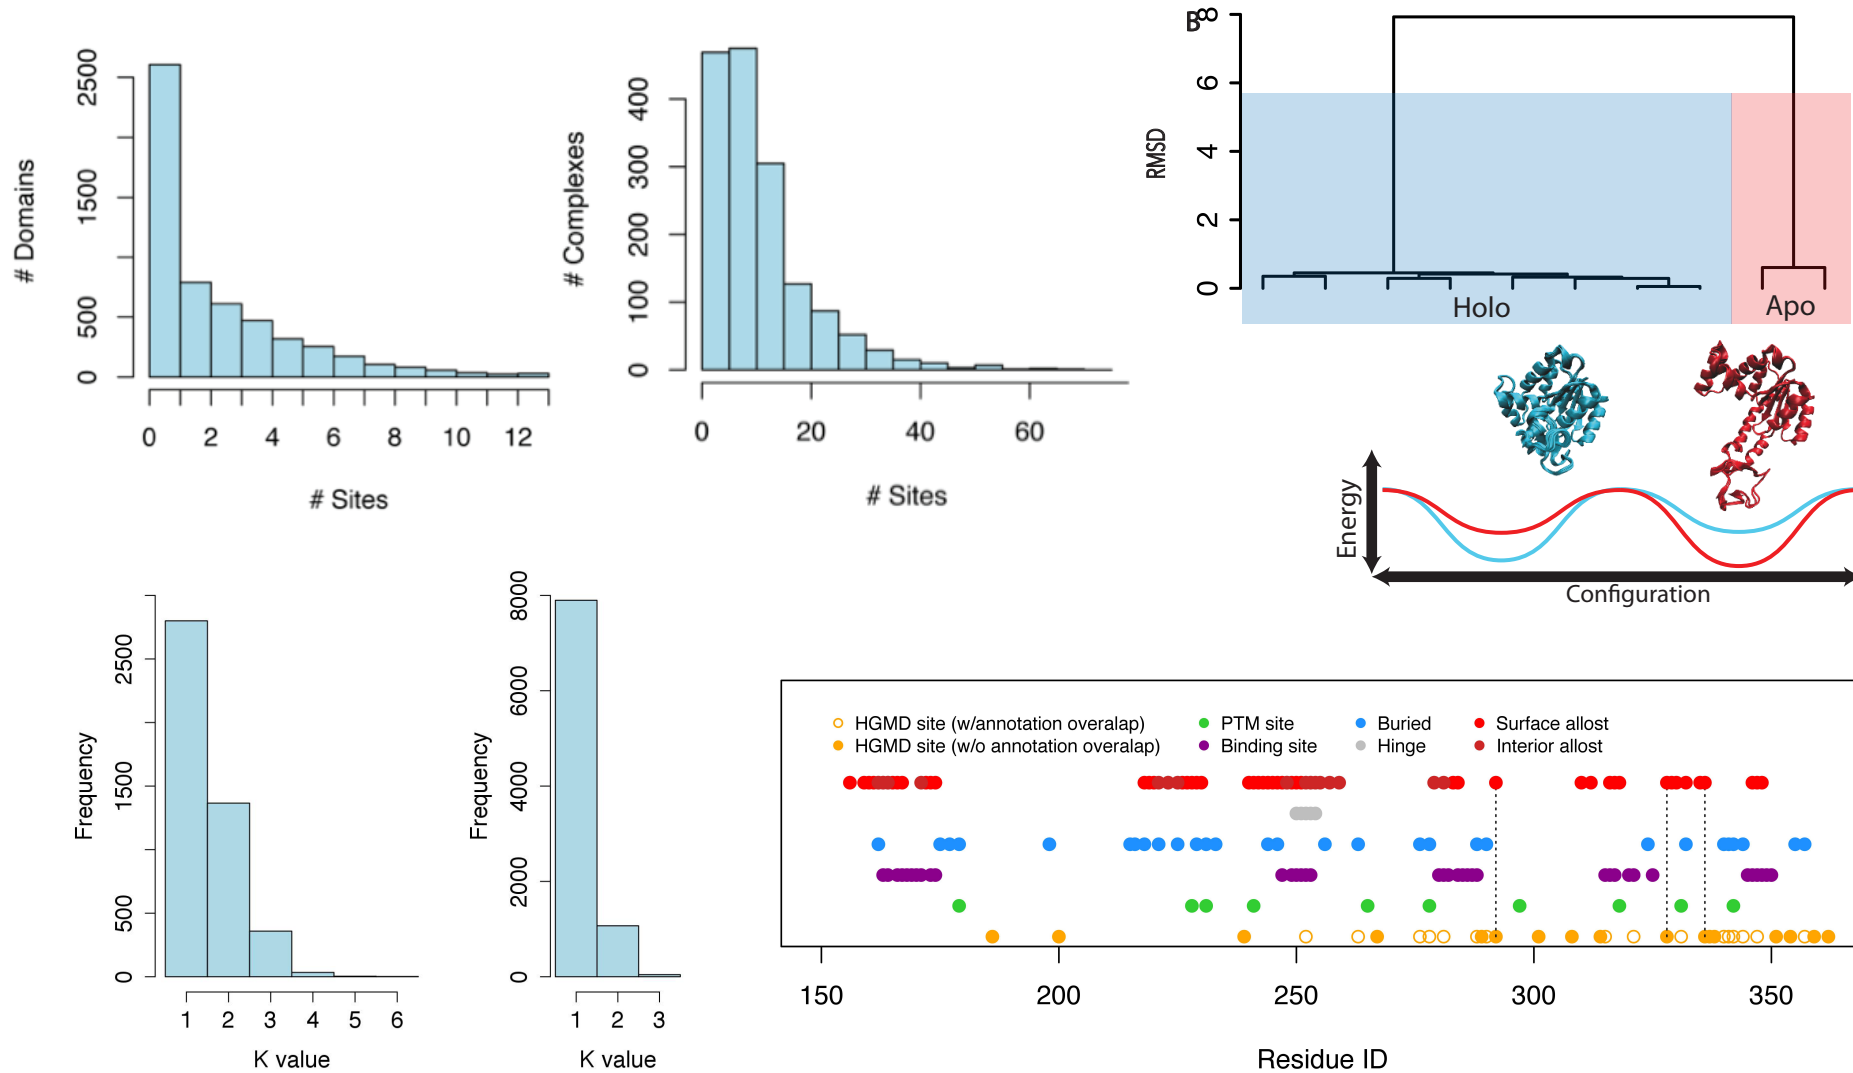 # Domains
2500
1500
500
0
0 2 4 6 8 10 12
# Sites
# Complexes
400
300
200
100
0
0 20 40 60
# Sites
B
RMSD
8
6
4
2
0
Holo
Apo
Energy
Configuration
Frequency
2500
1500
500
0
1 2 3 4 5 6
K value
Frequency
8000
6000
4000
2000
0
1 2 3
K value
HGMD site (w/annotation overalap) PTM site Buried Surface allost
HGMD site (w/o annotation overalap) Binding site Hinge Interior allost
150 200 250 300 350
Residue ID